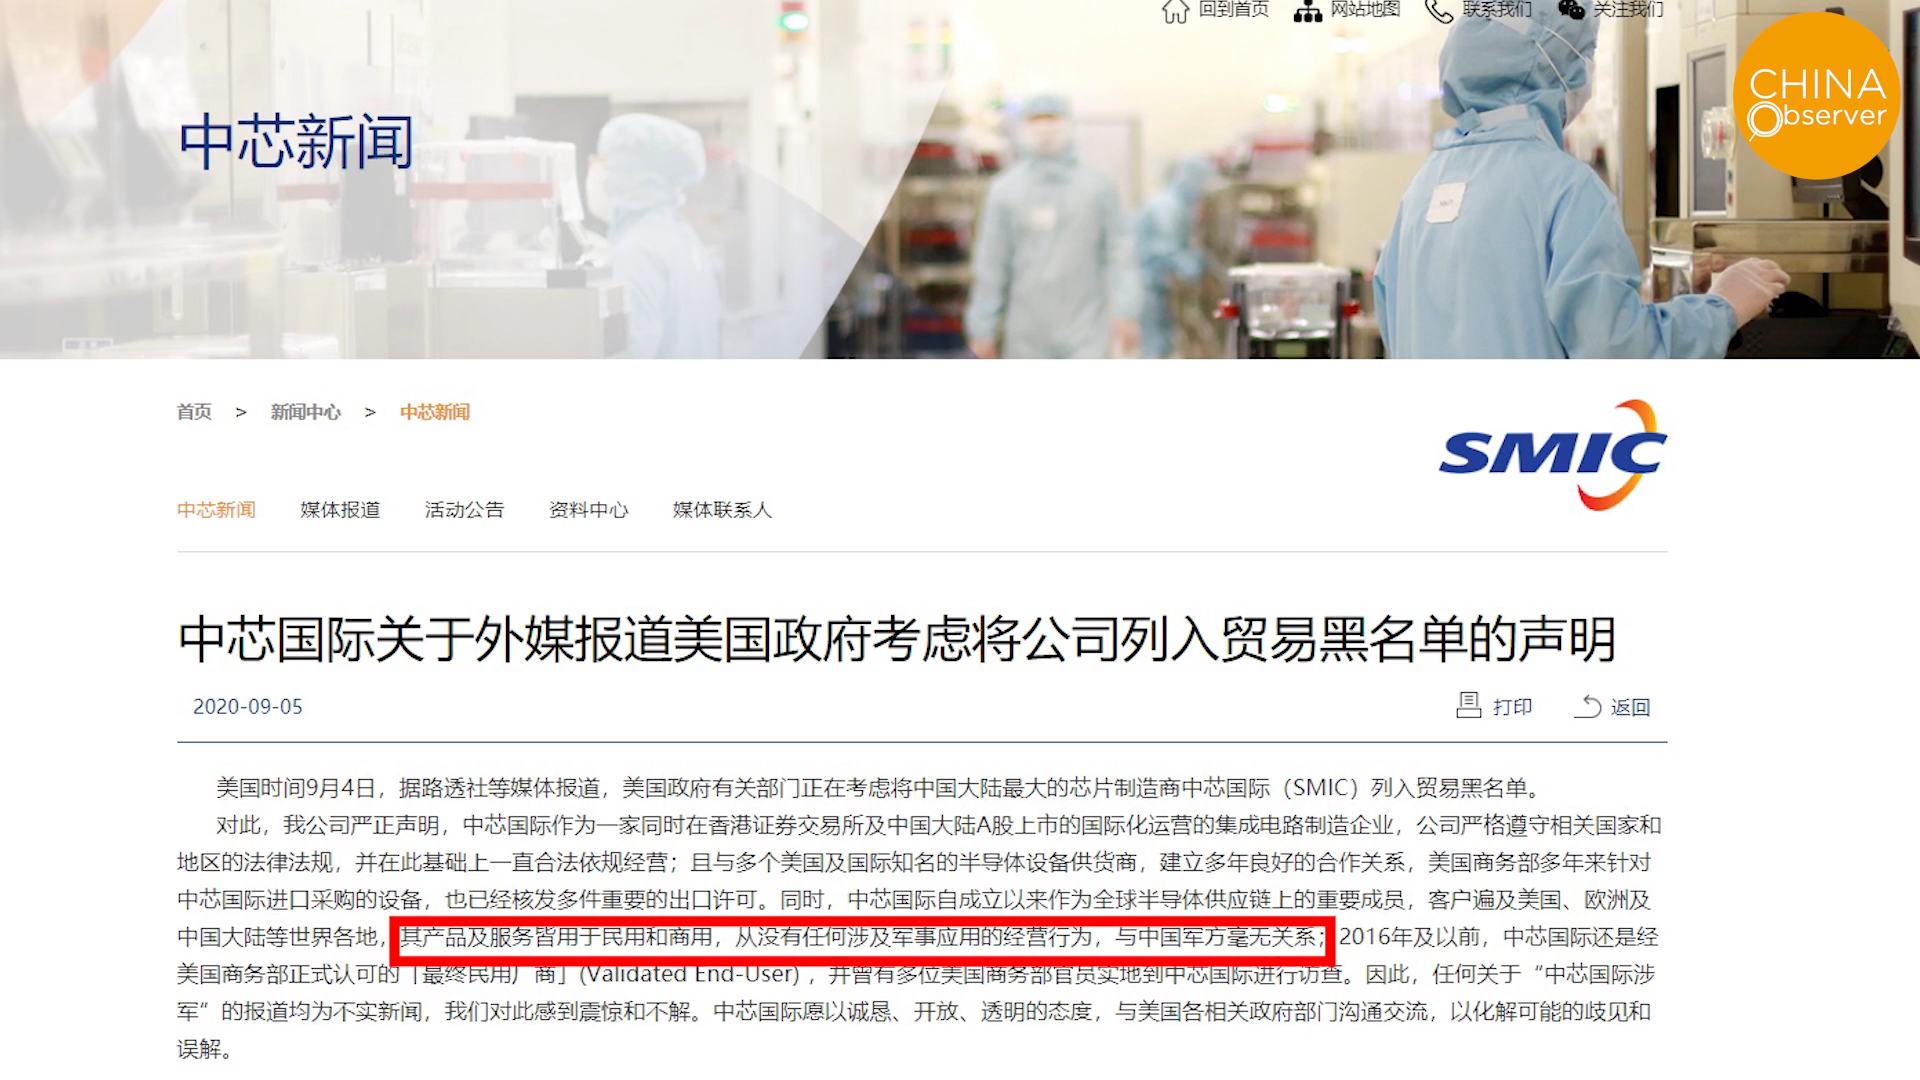 回到首页 网站地图 联系我们 关注我们
CHINA
Observer
中芯新闻
首页 > 新闻中心 > 中芯新闻
SMIC
中芯新闻 媒体报道 活动公告 资料中心 媒体联系人
中芯国际关于外媒报道美国政府考虑将公司列入贸易黑名单的声明
2020-09-05 打印 返回
美国时间9月4日，据路透社等媒体报道，美国政府有关部门正在考虑将中国大陆最大的芯片制造商中芯国际（SMIC）列入贸易黑名单。
对此，我公司严正声明，中芯国际作为一家同时在香港证券交易所及中国大陆A股上市的国际化运营的集成电路制造企业，公司严格遵守相关国家和
地区的法律法规，并在此基础上一直合法依规经营；且与多个美国及国际知名的半导体设备供货商，建立多年良好的合作关系，美国商务部多年来针对
中芯国际进口采购的设备，也已经核发多件重要的出口许可。同时，中芯国际自成立以来作为全球半导体供应链上的重要成员，客户遍及美国、欧洲及
中国大陆等世界各地，其产品及服务皆用于民用和商用，从没有任何涉及军事应用的经营行为，与中国军方毫无关系；2016年及以前，中芯国际还是经
美国商务部正式认可的「最终民用厂商」(Validated End-User)，并曾有多位美国商务部官员实地到中芯国际进行访查。因此，任何关于“中芯国际涉
军”的报道均为不实新闻，我们对此感到震惊和不解。中芯国际愿以诚恳、开放、透明的态度，与美国各相关政府部门沟通交流，以化解可能的歧见和
误解。